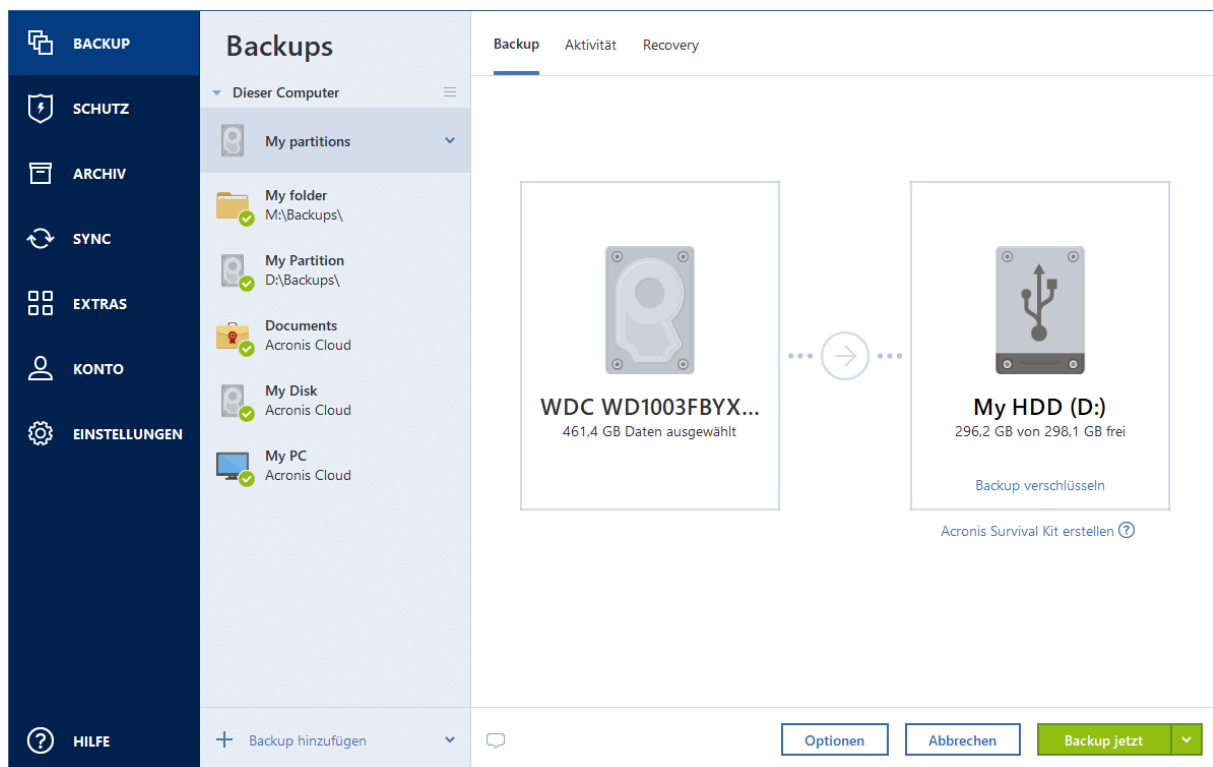 BACKUP
SCHUTZ
ARCHIV
SYNC
EXTRAS
KONTO
EINSTELLUNGEN
HILFE
Backups
Dieser Computer
My partitions
My folder
M:\Backups\
My Partition
D:\Backups\
Documents
Acronis Cloud
My Disk
Acronis Cloud
My PC
Acronis Cloud
Backup hinzufügen
Backup Aktivität Recovery
WDC WD1003FBYX...
461,4 GB Daten ausgewählt
My HDD (D:)
296,2 GB von 298,1 GB frei
Backup verschlüsseln
Acronis Survival Kit erstellen ?
Optionen Abbrechen Backup jetzt